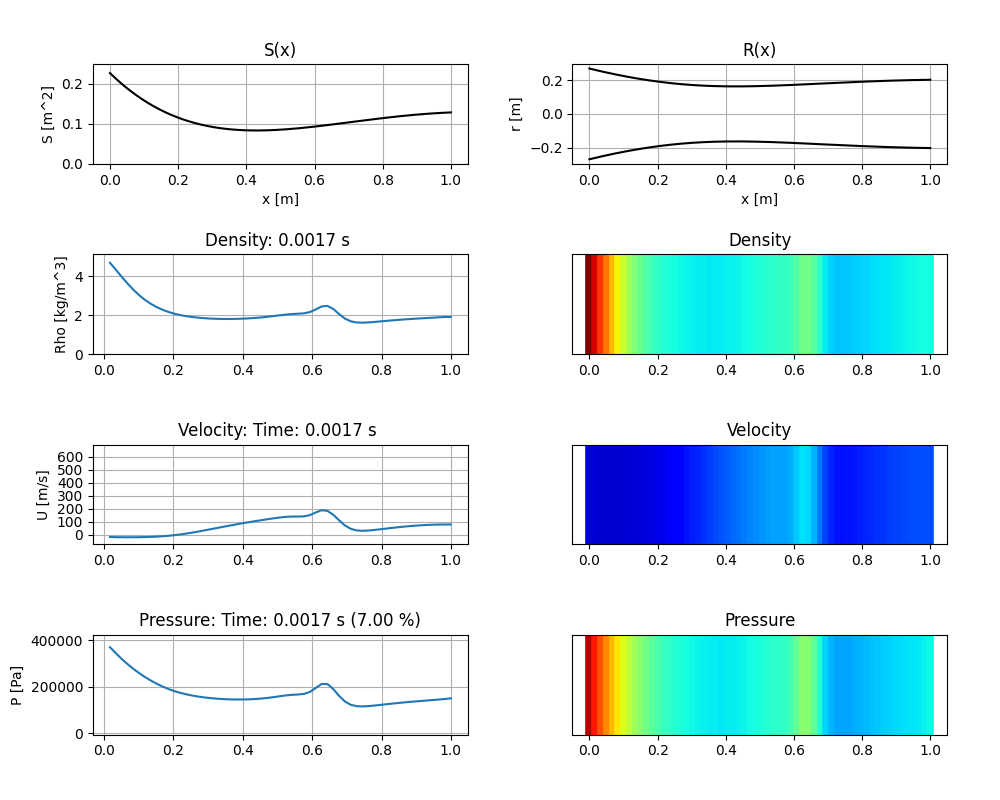 S(x)
S [m^2]
0.2
0.1
0.0
0.0 0.2 0.4 0.6 0.8 1.0
x [m]
R(x)
r [m]
0.2
0.0
−0.2
0.0 0.2 0.4 0.6 0.8 1.0
x [m]
Density: 0.0017 s
Rho [kg/m^3]
4
2
0
0.0 0.2 0.4 0.6 0.8 1.0
Density
0.0 0.2 0.4 0.6 0.8 1.0
Velocity: Time: 0.0017 s
U [m/s]
600
500
400
300
200
100
0
0.0 0.2 0.4 0.6 0.8 1.0
Velocity
0.0 0.2 0.4 0.6 0.8 1.0
Pressure: Time: 0.0017 s (7.00 %)
P [Pa]
400000
200000
0
0.0 0.2 0.4 0.6 0.8 1.0
Pressure
0.0 0.2 0.4 0.6 0.8 1.0